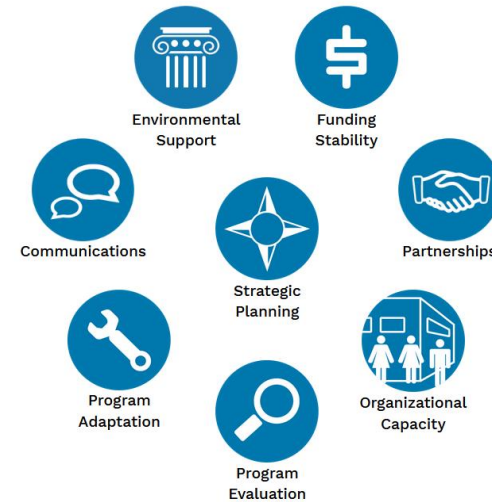 Environmental
Support
Funding
Stability
Communications
Partnerships
Strategic
Planning
Program
Adaptation
Organizational
Capacity
Program
Evaluation